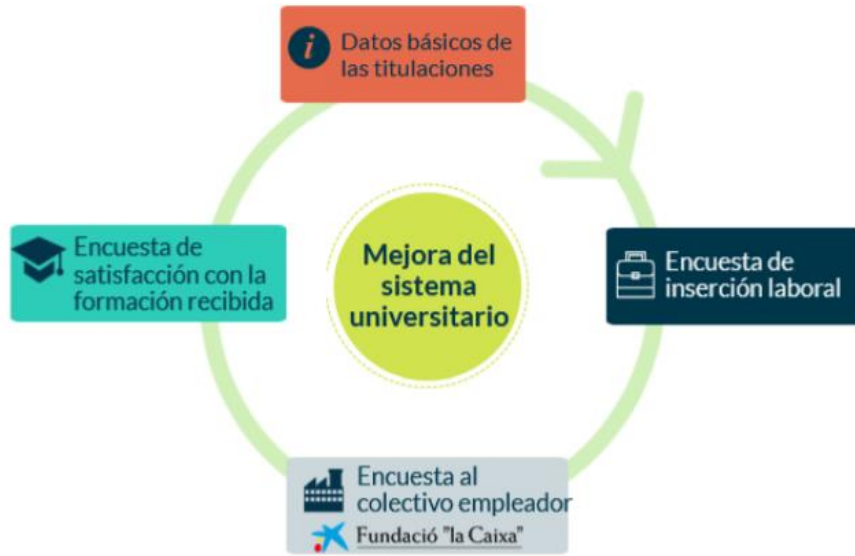 i
Datos básicos de
las titulaciones
Encuesta de
satisfacción con la
formación recibida
Mejora del
sistema
universitario
Encuesta de
inserción laboral
Encuesta al
colectivo empleador
Fundació "la Caixa"